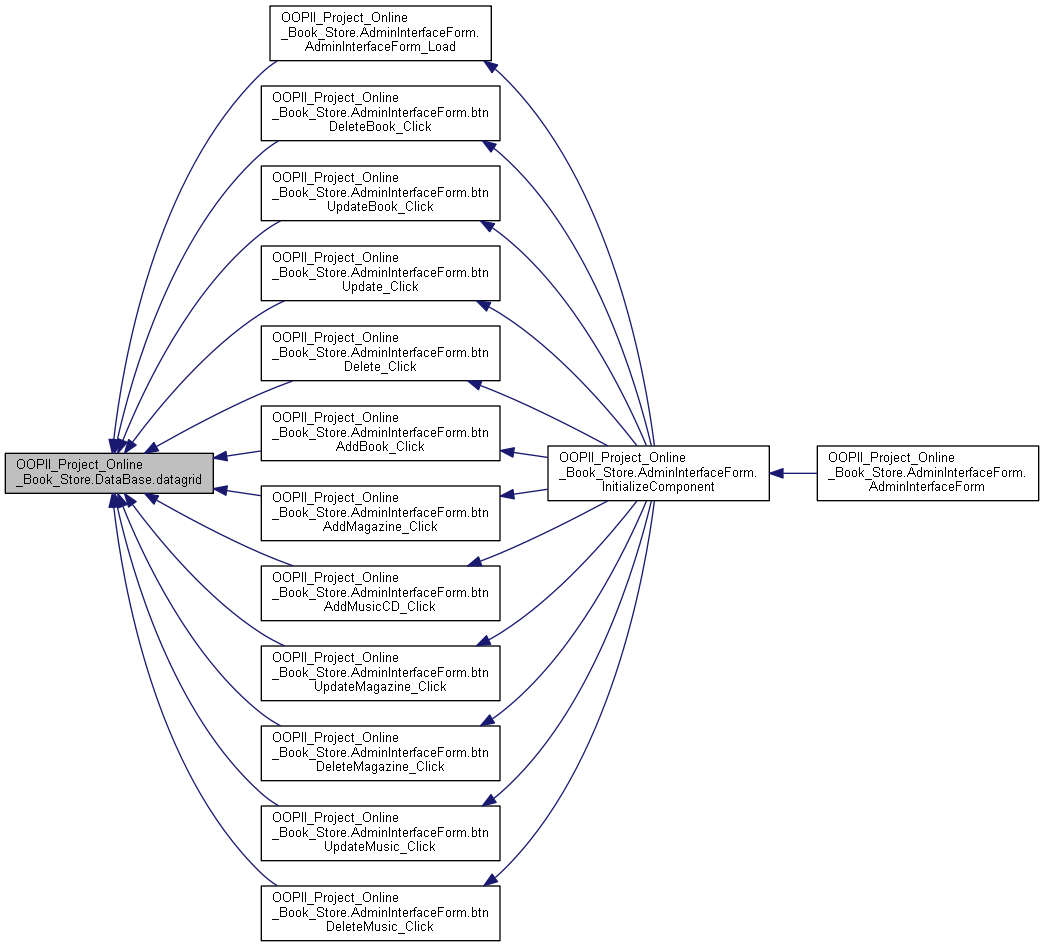 OOPII_Project_Online
_Book_Store.AdminInterfaceForm.
AdminInterfaceForm_Load
OOPII_Project_Online
_Book_Store.AdminInterfaceForm.btn
DeleteBook_Click
OOPII_Project_Online
_Book_Store.AdminInterfaceForm.btn
UpdateBook_Click
OOPII_Project_Online
_Book_Store.AdminInterfaceForm.btn
Update_Click
OOPII_Project_Online
_Book_Store.AdminInterfaceForm.btn
Delete_Click
OOPII_Project_Online
_Book_Store.AdminInterfaceForm.btn
AddBook_Click
OOPII_Project_Online
_Book_Store.DataBase.datagrid
OOPII_Project_Online
_Book_Store.AdminInterfaceForm.
InitializeComponent
OOPII_Project_Online
_Book_Store.AdminInterfaceForm.
AdminInterfaceForm
OOPII_Project_Online
_Book_Store.AdminInterfaceForm.btn
AddMagazine_Click
OOPII_Project_Online
_Book_Store.AdminInterfaceForm.btn
AddMusicCD_Click
OOPII_Project_Online
_Book_Store.AdminInterfaceForm.btn
UpdateMagazine_Click
OOPII_Project_Online
_Book_Store.AdminInterfaceForm.btn
DeleteMagazine_Click
OOPII_Project_Online
_Book_Store.AdminInterfaceForm.btn
UpdateMusic_Click
OOPII_Project_Online
_Book_Store.AdminInterfaceForm.btn
DeleteMusic_Click